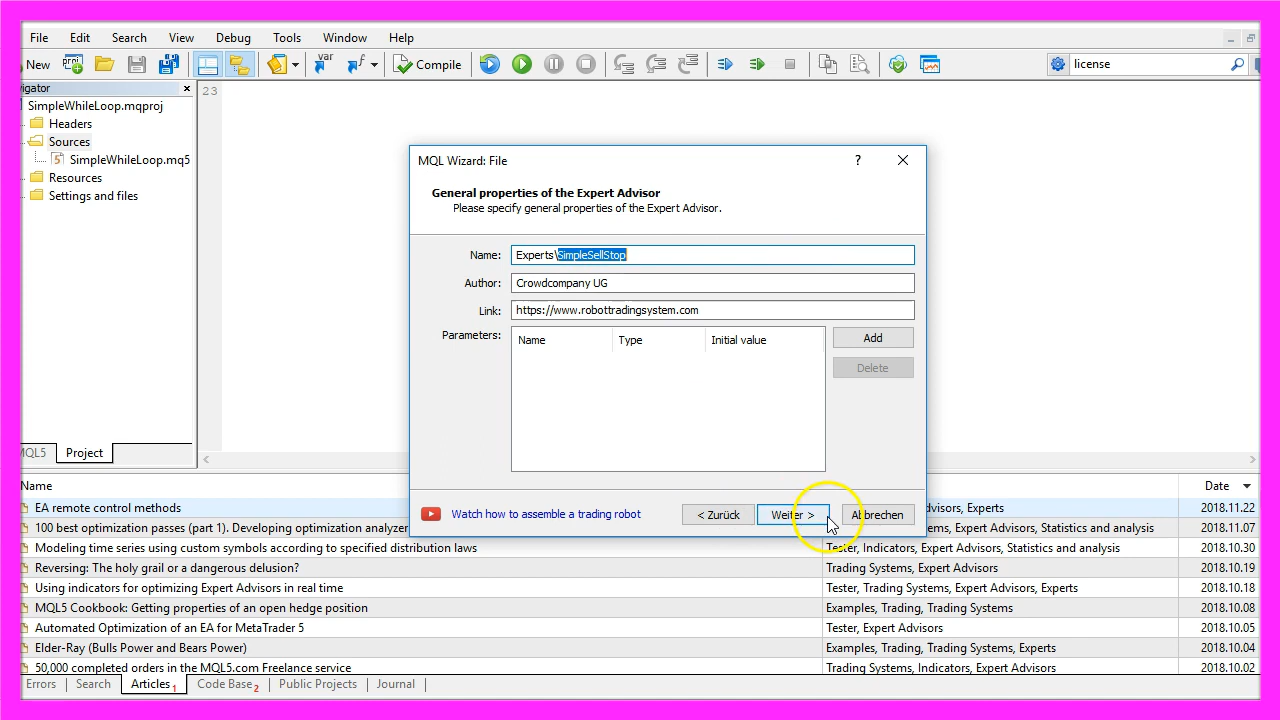 File Edit Search View Debug Tools Window Help
New Compile license
SimpleWhileLoop.mqproj
Headers
Sources
SimpleWhileLoop.mq5
Resources
Settings and files
Project
23
MQL Wizard: File ?
General properties of the Expert Advisor
Please specify general properties of the Expert Advisor.
Name: Experts\SimpleSellStop
Author: Crowdcompany UG
Link: https://www.robottradingsystem.com
Parameters: Name Type Initial value
Add
Delete
Watch how to assemble a trading robot < Zurück Weiter > Abbrechen
Name Date
EA remote control methods Experts 2018.11.22
100 best optimization passes (part 1). Developing optimization analyzer Expert Advisors, Statistics and analysis 2018.11.07
Modeling time series using custom symbols according to specified distribution laws Tester, Indicators, Expert Advisors, Statistics and analysis 2018.10.30
Reversing: The holy grail or a dangerous delusion? Trading Systems, Expert Advisors 2018.10.19
Using indicators for optimizing Expert Advisors in real time Tester, Indicators, Expert Advisors, Experts 2018.10.18
MQL5 Cookbook: Getting properties of an open hedge position Examples, Trading, Trading Systems 2018.10.08
Automated Optimization of an EA for MetaTrader 5 Tester, Expert Advisors 2018.10.05
Elder-Ray (Bulls Power and Bears Power) Examples, Trading, Trading Systems, Experts 2018.10.04
50,000 completed orders in the MQL5.com Freelance service Trading Systems, Indicators, Expert Advisors 2018.10.02
Errors Search Articles 1 Code Base 2 Public Projects Journal